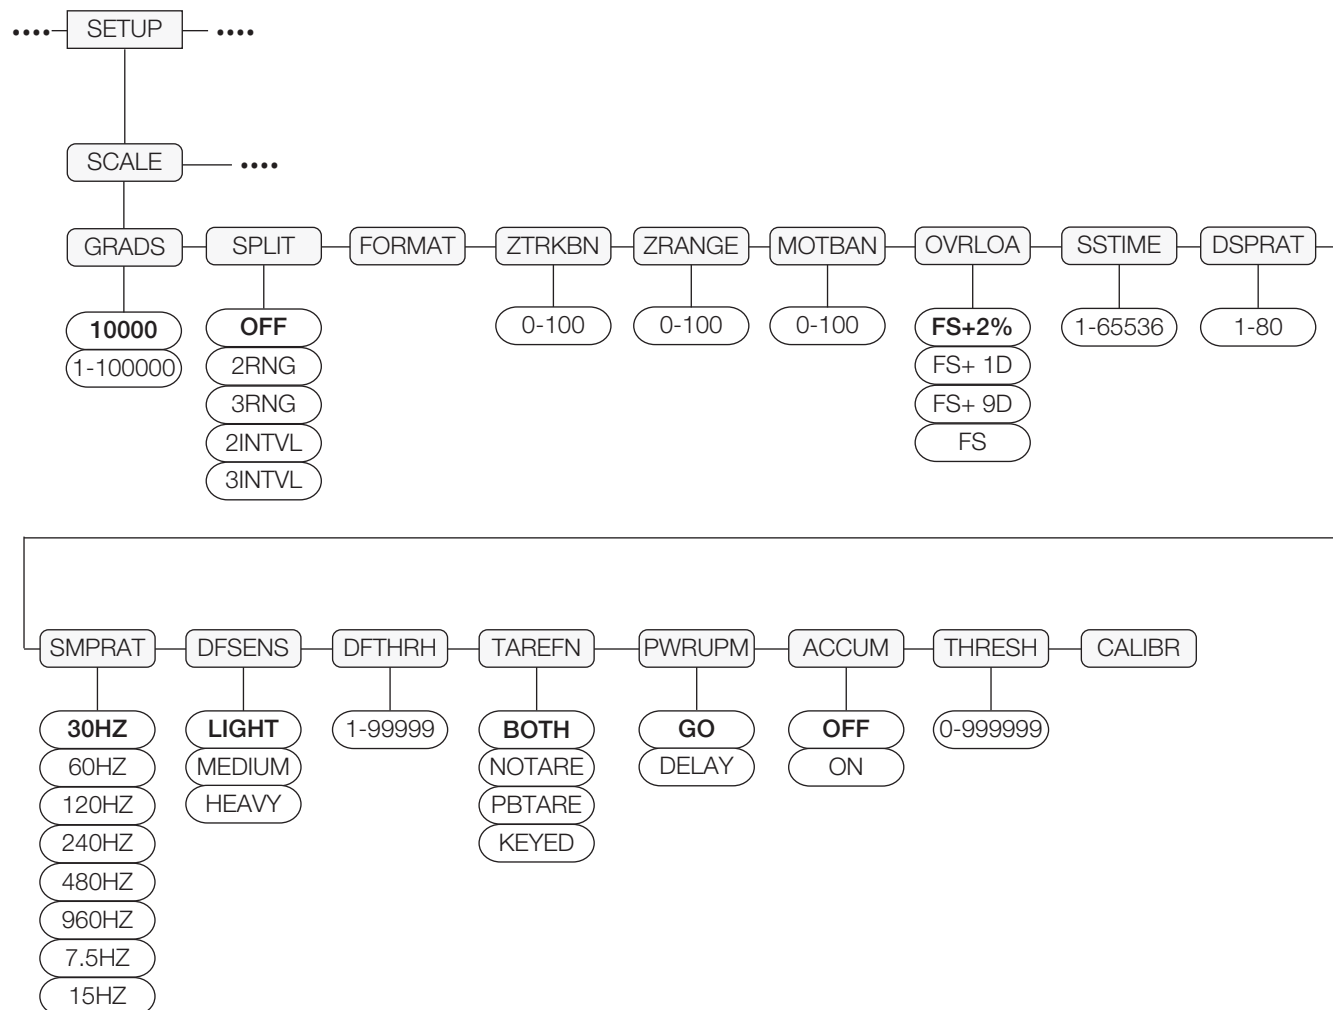 •••• SETUP ••••
SCALE ••••
GRADS SPLIT FORMAT ZTRKBN ZRANGE MOTBAN OVRLOA SSTIME DSPRAT
10000 OFF 0-100 0-100 0-100 FS+2% 1-65536 1-80
1-100000 2RNG FS+ 1D
3RNG FS+ 9D
2INTVL FS
3INTVL
SMPRAT DFSENS DFTHRH TAREFN PWRUPM ACCUM THRESH CALIBR
30HZ LIGHT 1-99999 BOTH GO OFF 0-999999
60HZ MEDIUM NOTARE DELAY ON
120HZ HEAVY PBTARE
240HZ KEYED
480HZ
960HZ
7.5HZ
15HZ